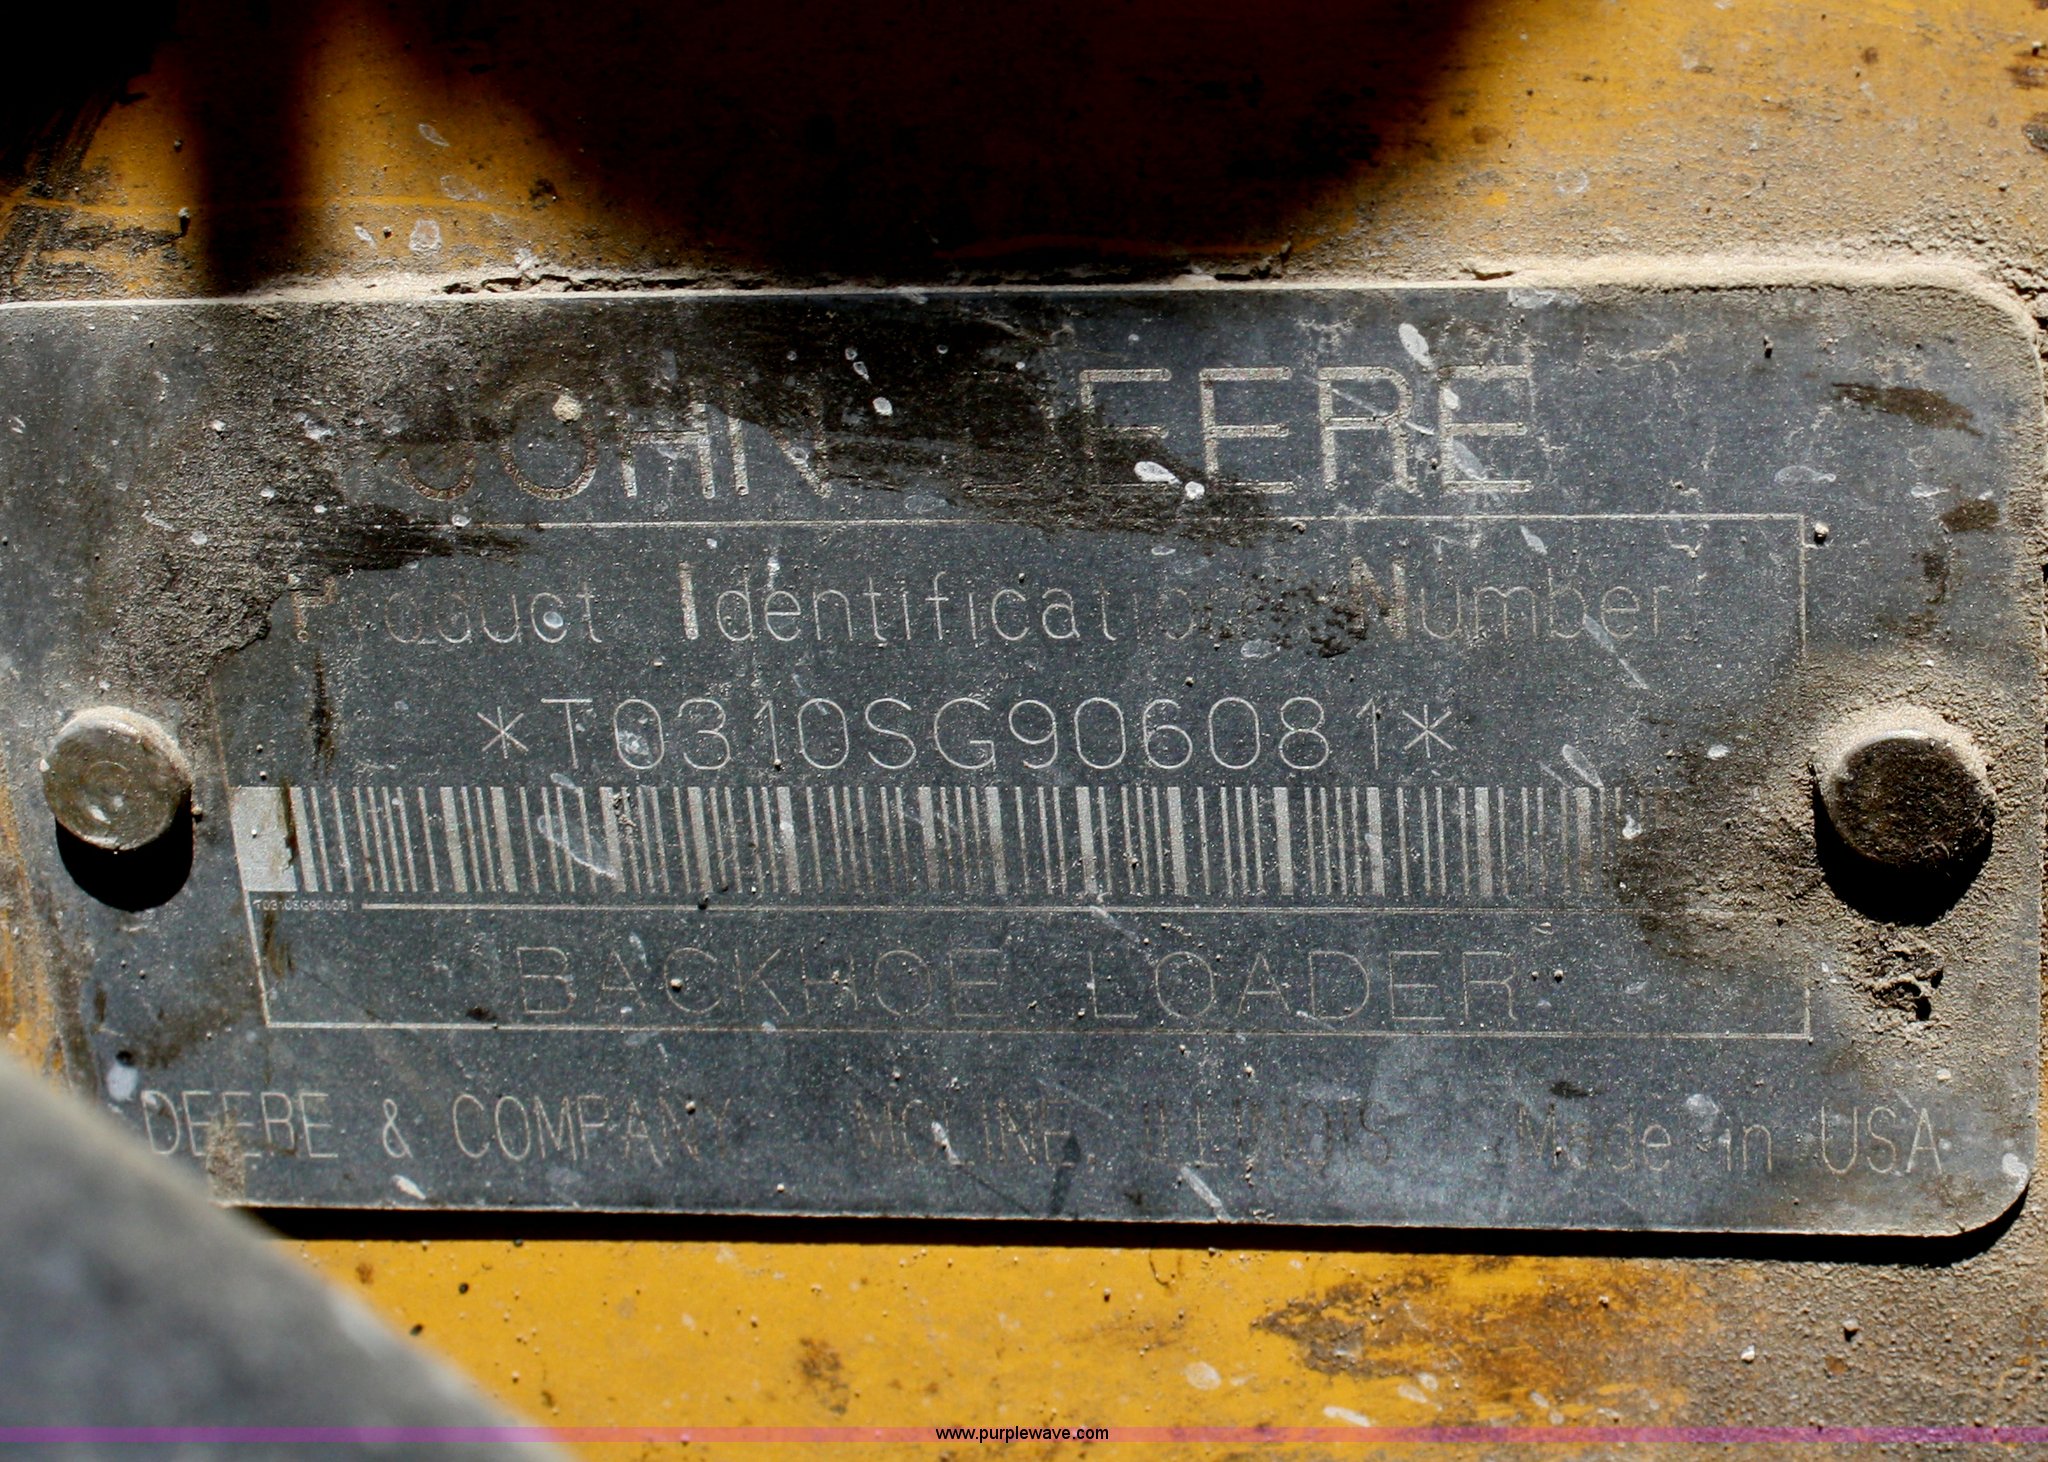 JOHN DEERE
Product Identification Number
*T0310SG906081*
T0310SG906081
BACKHOE LOADER
DEERE & COMPANY MOLINE, ILLINOIS Made in USA
www.purplewave.com